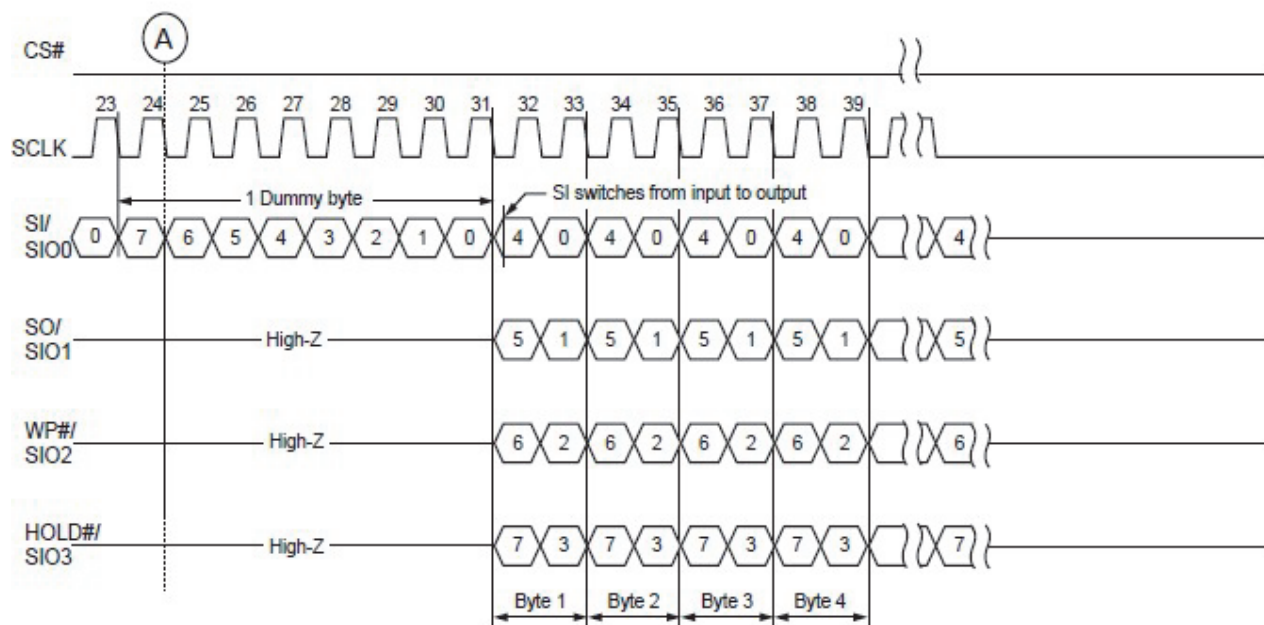 A
CS#
23 24 25 26 27 28 29 30 31 32 33 34 35 36 37 38 39
SCLK
1 Dummy byte
SI switches from input to output
SI/
SIO0
0 7 6 5 4 3 2 1 0 4 0 4 0 4 0 4 0 4
SO/
SIO1
High-Z
5 1 5 1 5 1 5 1 5
WP#/
SIO2
High-Z
6 2 6 2 6 2 6 2 6
HOLD#/
SIO3
High-Z
7 3 7 3 7 3 7 3 7
Byte 1 Byte 2 Byte 3 Byte 4